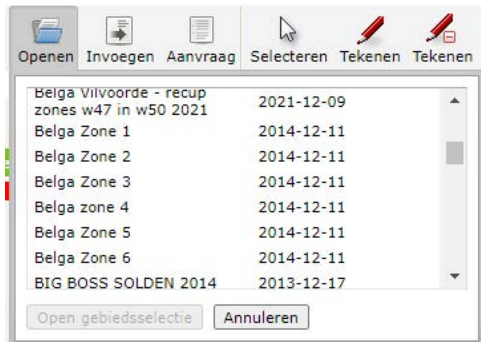 Openen Invoegen Aanvraag Selecteren Tekenen Tekenen
Belga Vilvoorde - recup
zones w47 in w50 2021 2021-12-09
Belga Zone 1 2014-12-11
Belga Zone 2 2014-12-11
Belga Zone 3 2014-12-11
Belga zone 4 2014-12-11
Belga Zone 5 2014-12-11
Belga Zone 6 2014-12-11
BIG BOSS SOLDEN 2014 2013-12-17
Open gebiedsselectie Annuleren